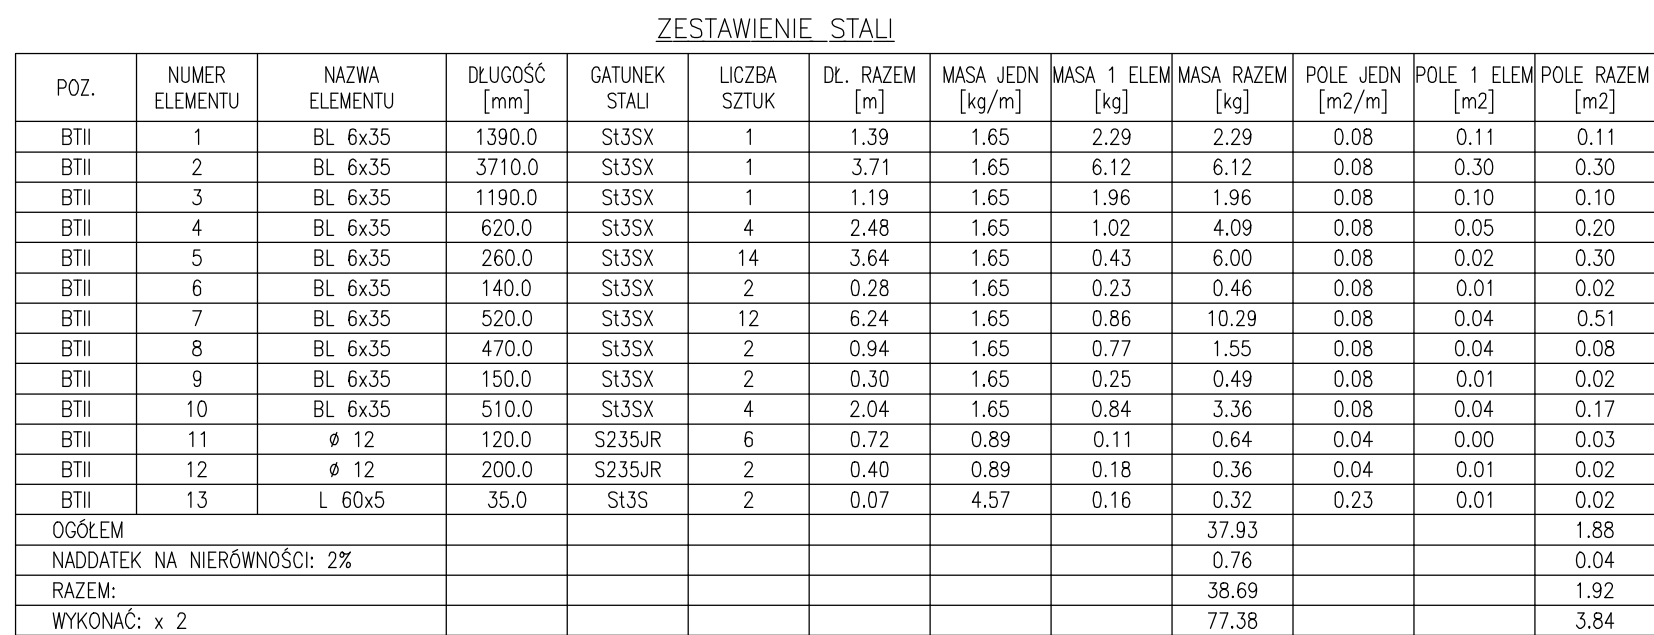 ZESTAWIENIE STALI
POZ. NUMER ELEMENTU NAZWA ELEMENTU DŁUGOŚĆ [mm] GATUNEK STALI LICZBA SZTUK DŁ. RAZEM [m] MASA JEDN [kg/m] MASA 1 ELEM [kg] MASA RAZEM [kg] POLE JEDN [m2/m] POLE 1 ELEM [m2] POLE RAZEM [m2]
BTII 1 BL 6x35 1390.0 St3SX 1 1.39 1.65 2.29 2.29 0.08 0.11 0.11
BTII 2 BL 6x35 3710.0 St3SX 1 3.71 1.65 6.12 6.12 0.08 0.30 0.30
BTII 3 BL 6x35 1190.0 St3SX 1 1.19 1.65 1.96 1.96 0.08 0.10 0.10
BTII 4 BL 6x35 620.0 St3SX 4 2.48 1.65 1.02 4.09 0.08 0.05 0.20
BTII 5 BL 6x35 260.0 St3SX 14 3.64 1.65 0.43 6.00 0.08 0.02 0.30
BTII 6 BL 6x35 140.0 St3SX 2 0.28 1.65 0.23 0.46 0.08 0.01 0.02
BTII 7 BL 6x35 520.0 St3SX 12 6.24 1.65 0.86 10.29 0.08 0.04 0.51
BTII 8 BL 6x35 470.0 St3SX 2 0.94 1.65 0.77 1.55 0.08 0.04 0.08
BTII 9 BL 6x35 150.0 St3SX 2 0.30 1.65 0.25 0.49 0.08 0.01 0.02
BTII 10 BL 6x35 510.0 St3SX 4 2.04 1.65 0.84 3.36 0.08 0.04 0.17
BTII 11 ø 12 120.0 S235JR 6 0.72 0.89 0.11 0.64 0.04 0.00 0.03
BTII 12 ø 12 200.0 S235JR 2 0.40 0.89 0.18 0.36 0.04 0.01 0.02
BTII 13 L 60x5 35.0 St3S 2 0.07 4.57 0.16 0.32 0.23 0.01 0.02
OGÓŁEM 37.93 1.88
NADDATEK NA NIERÓWNOŚCI: 2% 0.76 0.04
RAZEM: 38.69 1.92
WYKONAĆ: x 2 77.38 3.84